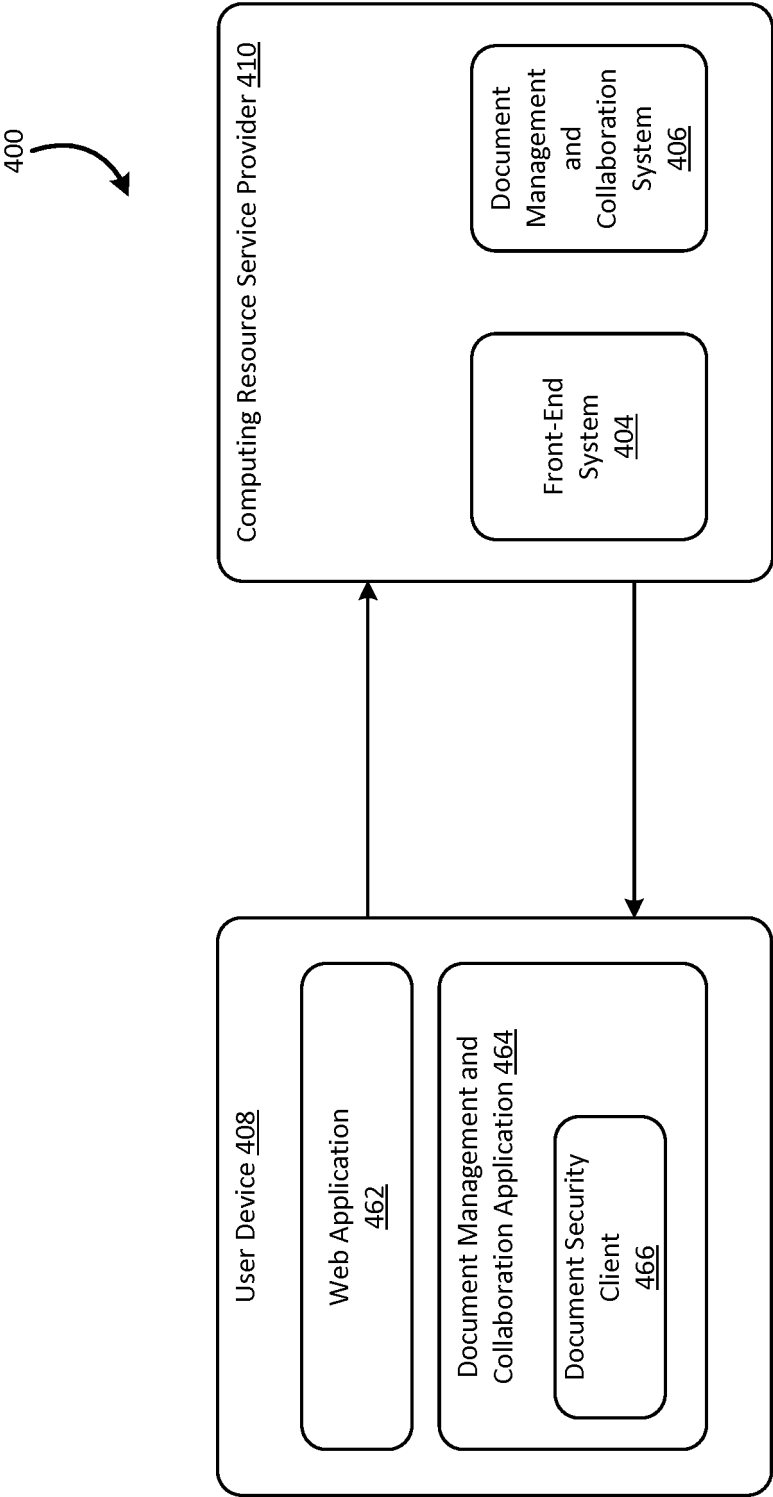 400
User Device 408
Web Application
462
Document Management and
Collaboration Application 464
Document Security
Client
466
Computing Resource Service Provider 410
Front-End
System
404
Document
Management
and
Collaboration
System
406